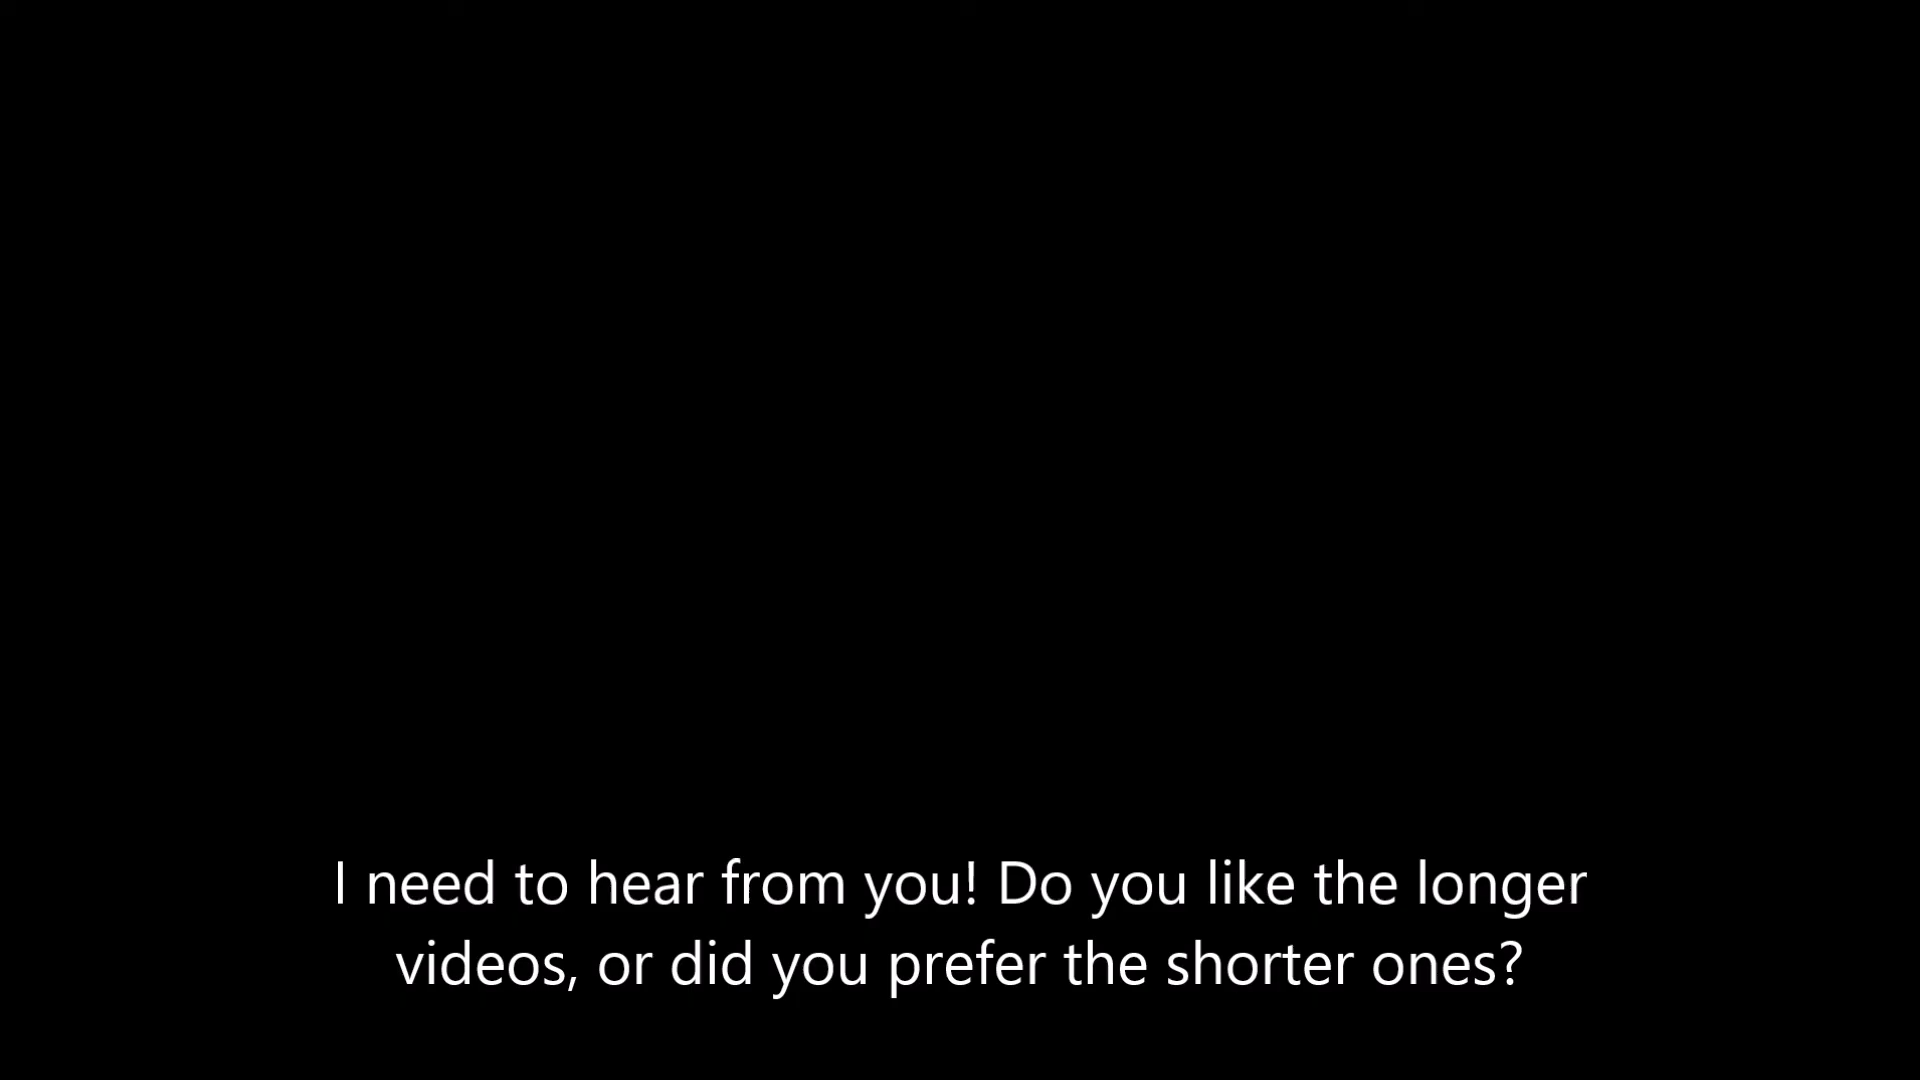 I need to hear from you! Do you like the longer
videos, or did you prefer the shorter ones?